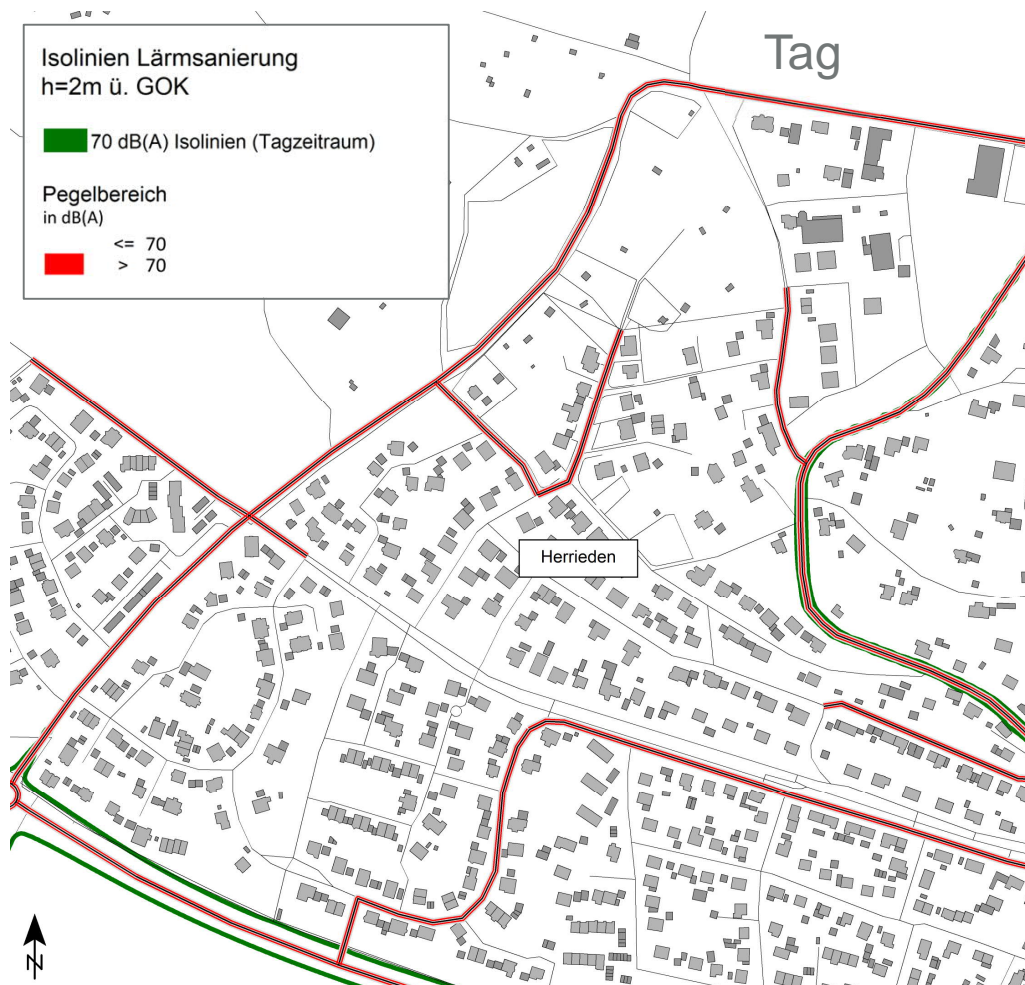 Tag
Isolinien Lärmsanierung
h=2m ü. GOK
70 dB(A) Isolinien (Tagzeitraum)
Pegelbereich
in dB(A)
<= 70
> 70
Herrieden
N